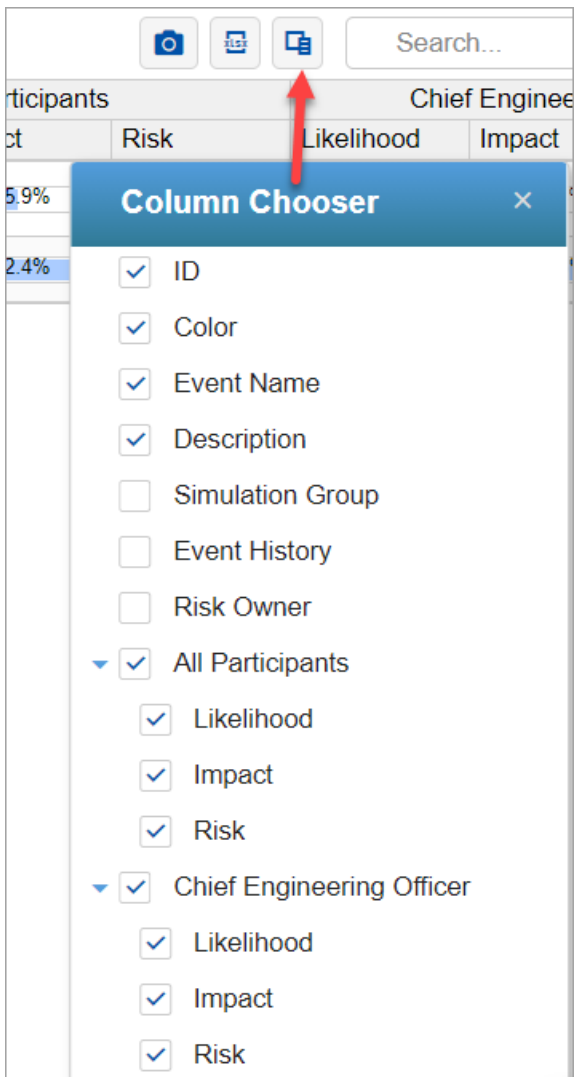 XLSX
Search...
rticipants
Chief Enginee
ct
Risk
Likelihood
Impact
5.9%
Column Chooser
2.4%
ID
Color
Event Name
Description
Simulation Group
Event History
Risk Owner
All Participants
Likelihood
Impact
Risk
Chief Engineering Officer
Likelihood
Impact
Risk